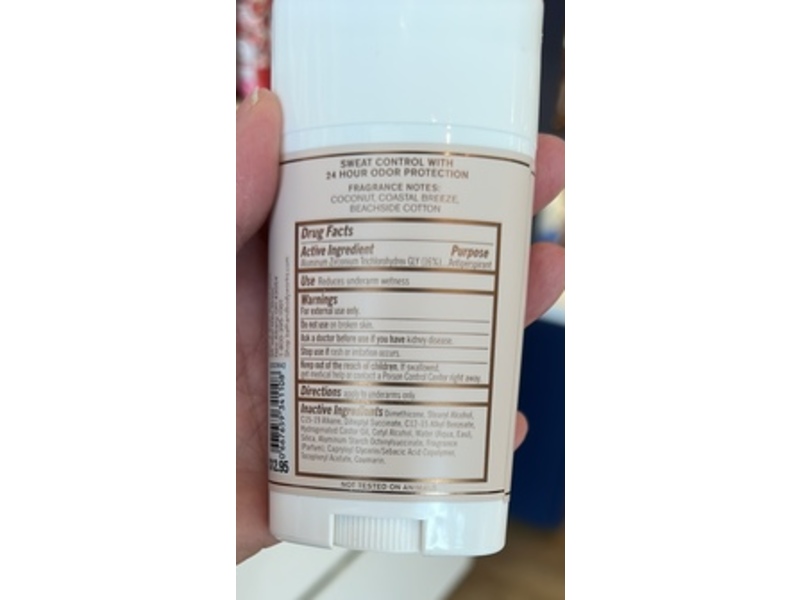 SWEAT CONTROL WITH
24 HOUR ODOR PROTECTION
FRAGRANCE NOTES:
COCONUT, COASTAL BREEZE,
BEACHSIDE COTTON
Drug Facts
Active Ingredient Purpose
Aluminum Zirconium Trichlorohydrex GLY (16%) Antiperspirant
Use Reduces underarm wetness
Warnings
For external use only.
Do not use on broken skin.
Ask a doctor before use if you have kidney disease.
Stop use if rash or irritation occurs.
Keep out of the reach of children. If swallowed,
get medical help or contact a Poison Control Center right away.
Directions apply to underarms only
Inactive Ingredients Dimethicone, Stearyl Alcohol,
C15-19 Alkane, Succinate, C12-15 Alkyl Benzoate,
Hydrogenated Castor Oil, Cetyl Alcohol, Water (Aqua, Eau),
Silica, Aluminum Starch Octenylsuccinate, Fragrance
(Parfum), Capryloyl Glycerin/Sebacic Acid Copolymer,
Tocopheryl Acetate, Coumarin.
NOT TESTED ON ANIMALS